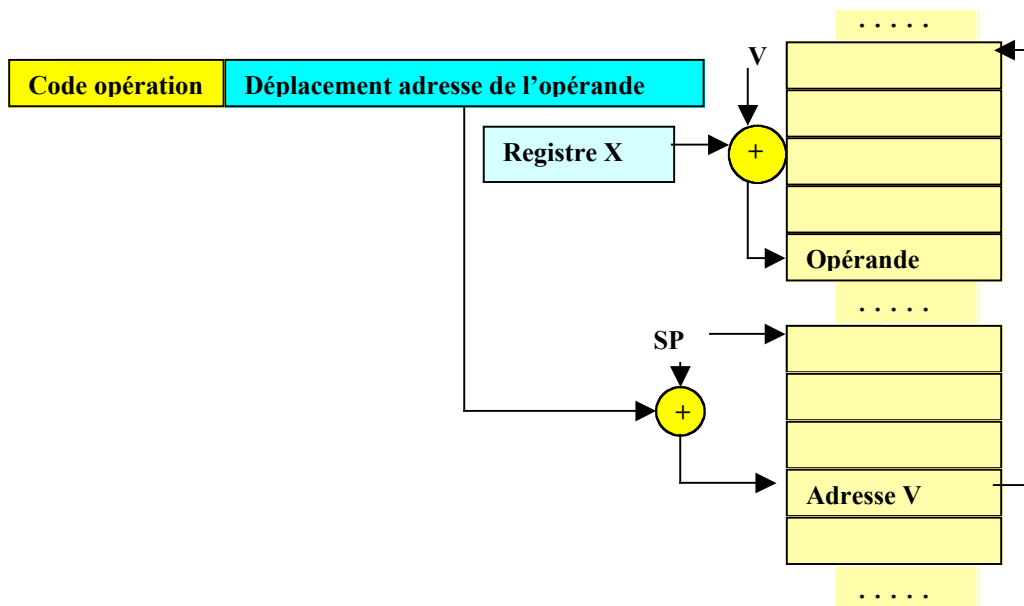 . . . . .
V
Code opération
Déplacement adresse de l’opérande
+
Registre X
Opérande
. . . . .
SP
+
Adresse V
. . . . .